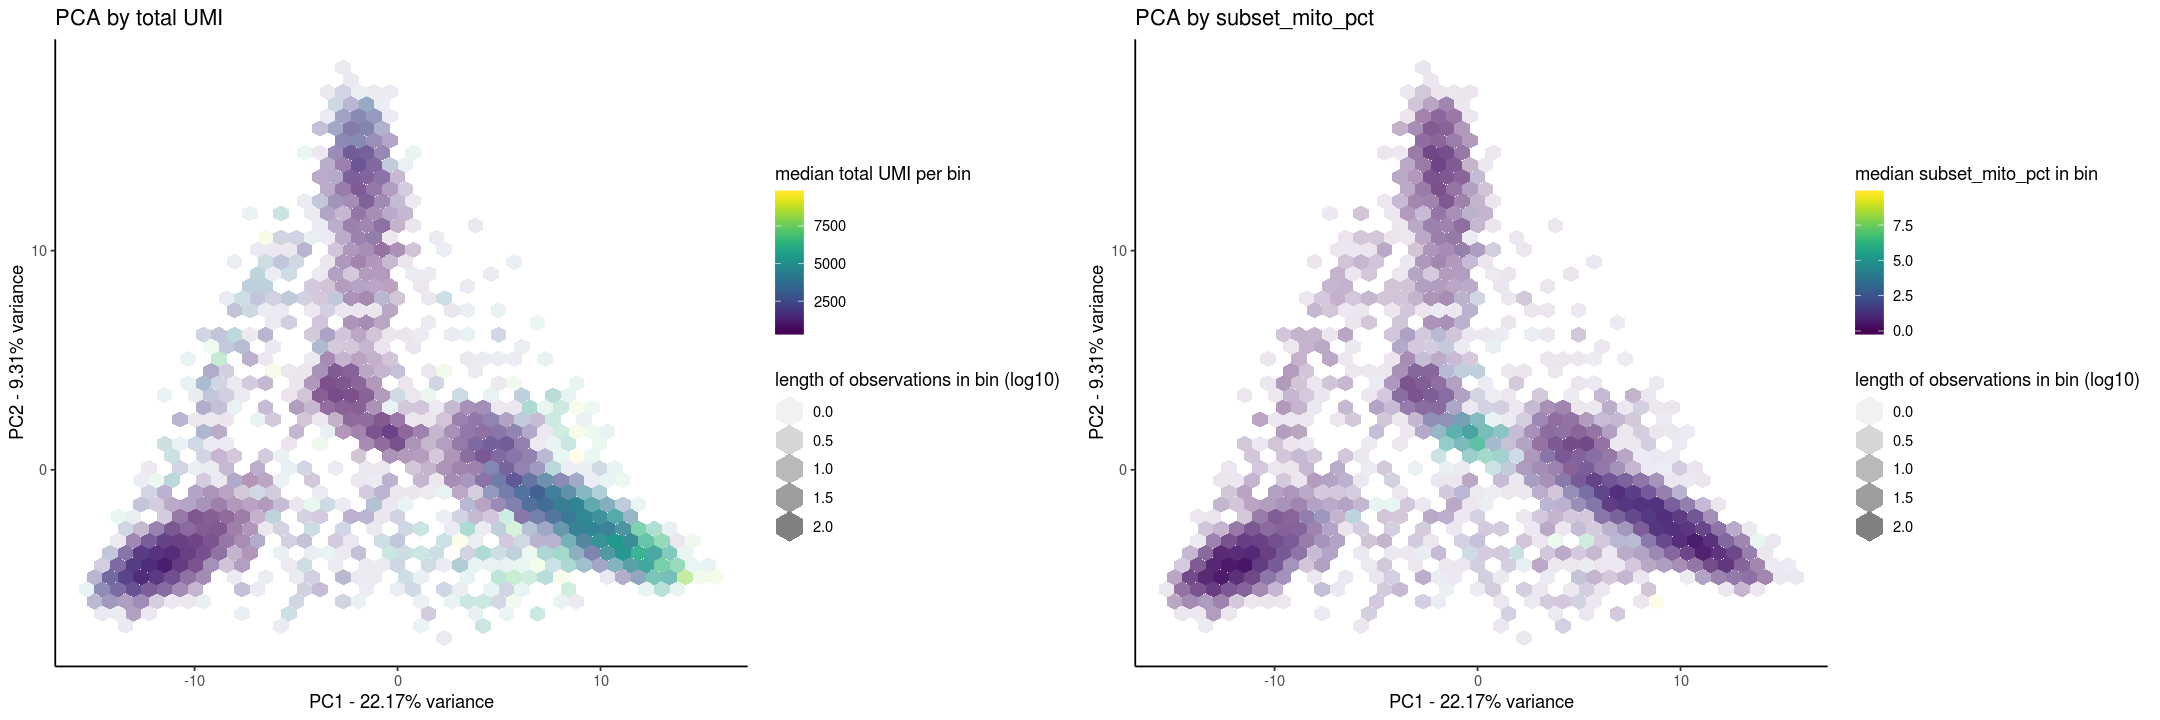 PCA by total UMI
PC2 - 9.31% variance
10
0
-10
0
10
PC1 - 22.17% variance
median total UMI per bin
7500
5000
2500
length of observations in bin (log10)
0.0
0.5
1.0
1.5
2.0
PCA by subset_mito_pct
PC2 - 9.31% variance
10
0
-10
0
10
PC1 - 22.17% variance
median subset_mito_pct in bin
7.5
5.0
2.5
0.0
length of observations in bin (log10)
0.0
0.5
1.0
1.5
2.0